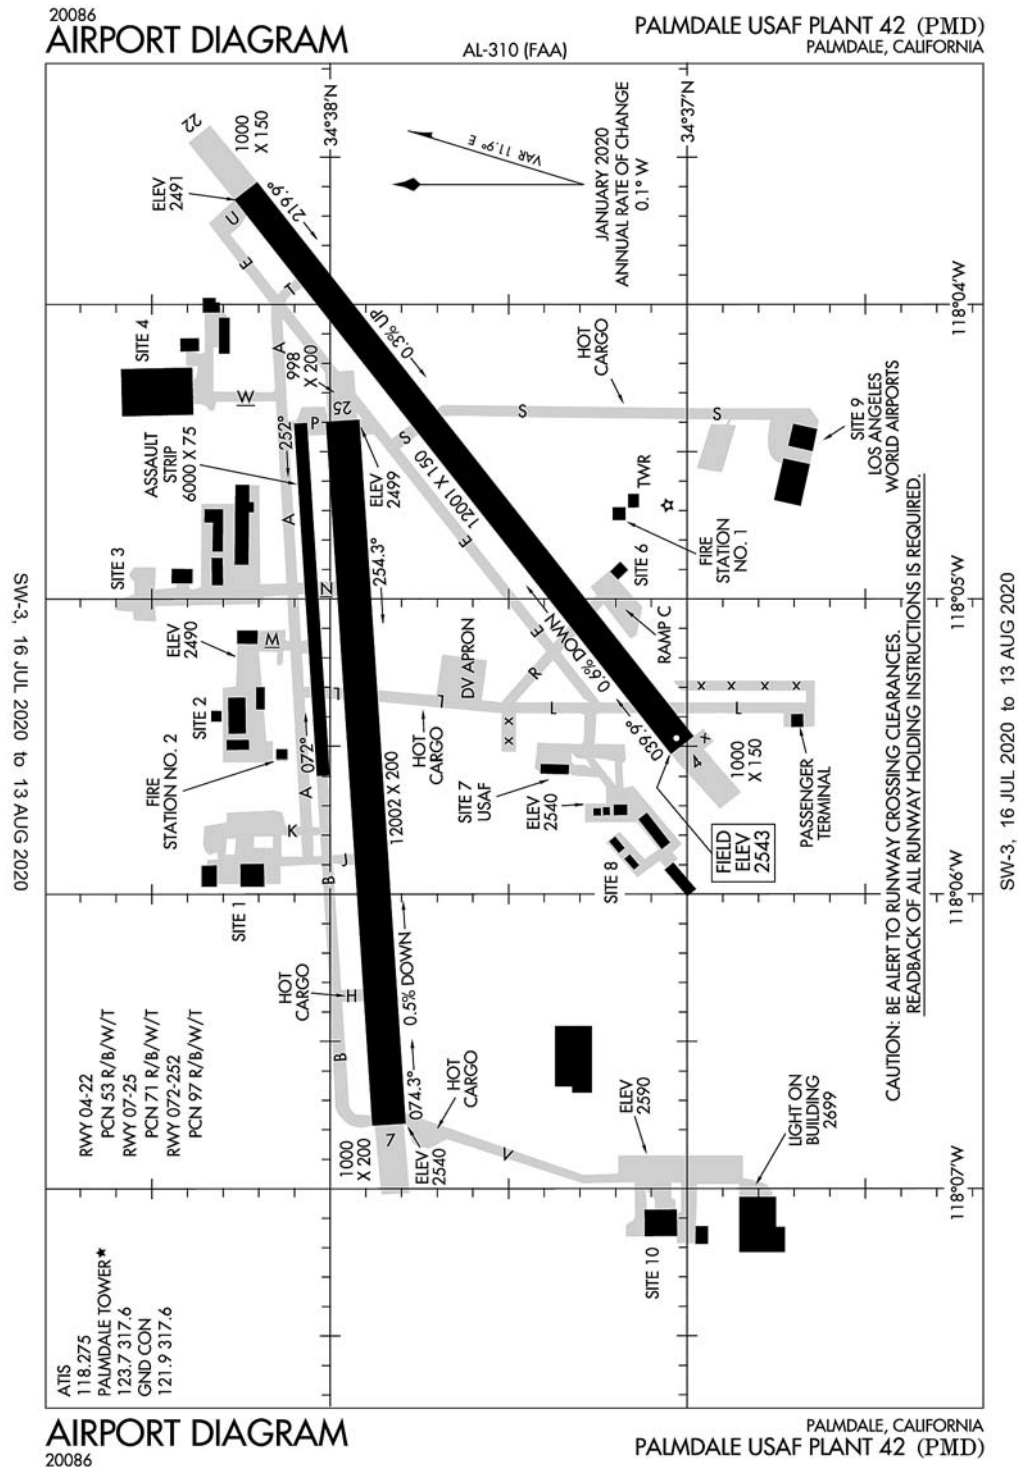 20086
AIRPORT DIAGRAM
AL-310 (FAA)
PALMDALE USAF PLANT 42 (PMD)
PALMDALE, CALIFORNIA
22
1000
X 150
34°38'N
34°37'N
VAR 11.9° E
JANUARY 2020
ANNUAL RATE OF CHANGE
0.1° W
ELEV
2491
219.9°
U
E
T
118°04'W
SITE 4
A
W
998
X 200
0.3% UP
HOT
CARGO
S
S
SITE 9
LOS ANGELES
WORLD AIRPORTS
ASSAULT
STRIP
6000 X 75
252°
P
25
S
ELEV
2499
12001 X 150
TWR
FIRE
STATION
NO. 1
A
E
SITE 3
N
254.3°
SITE 6
118°05'W
ELEV
2490
M
DV APRON
E
RAMP C
0.6% DOWN
R
SITE 2
L
L
L
L
X X X X
X
X
HOT
CARGO
039.9°
X
4
1000
X 150
FIRE
STATION NO. 2
072°
A
12002 X 200
SITE 7
USAF
ELEV
2540
PASSENGER
TERMINAL
FIELD
ELEV
2543
K
J
B
SITE 8
SITE 1
118°06'W
HOT
CARGO
H
0.5% DOWN
B
074.3°
HOT
CARGO
7
1000
X 200
ELEV
2540
V
ELEV
2590
LIGHT ON
BUILDING
2699
118°07'W
SITE 10
CAUTION: BE ALERT TO RUNWAY CROSSING CLEARANCES.
READBACK OF ALL RUNWAY HOLDING INSTRUCTIONS IS REQUIRED.
RWY 04-22
PCN 53 R/B/W/T
RWY 07-25
PCN 71 R/B/W/T
RWY 072-252
PCN 97 R/B/W/T
ATIS
118.275
PALMDALE TOWER★
123.7 317.6
GND CON
121.9 317.6
SW-3, 16 JUL 2020 to 13 AUG 2020
SW-3, 16 JUL 2020 to 13 AUG 2020
AIRPORT DIAGRAM
20086
PALMDALE, CALIFORNIA
PALMDALE USAF PLANT 42 (PMD)